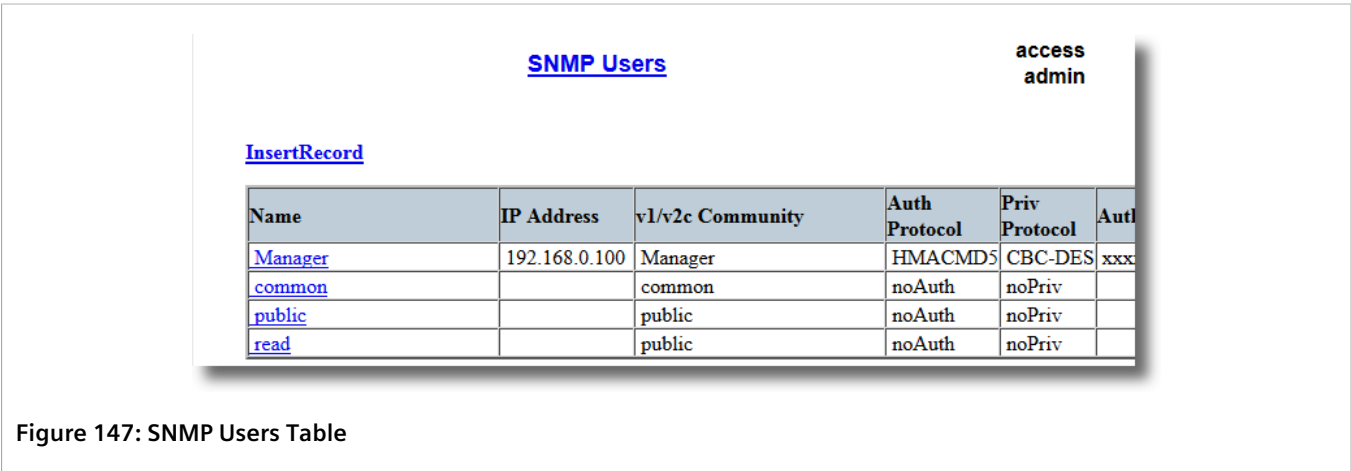 SNMP Users
access
admin
InsertRecord
Name IP Address v1/v2c Community Auth Protocol Priv Protocol
Manager 192.168.0.100 Manager HMACMD5 CBC-DES
common common noAuth noPriv
public public noAuth noPriv
read public noAuth noPriv
Figure 147: SNMP Users Table